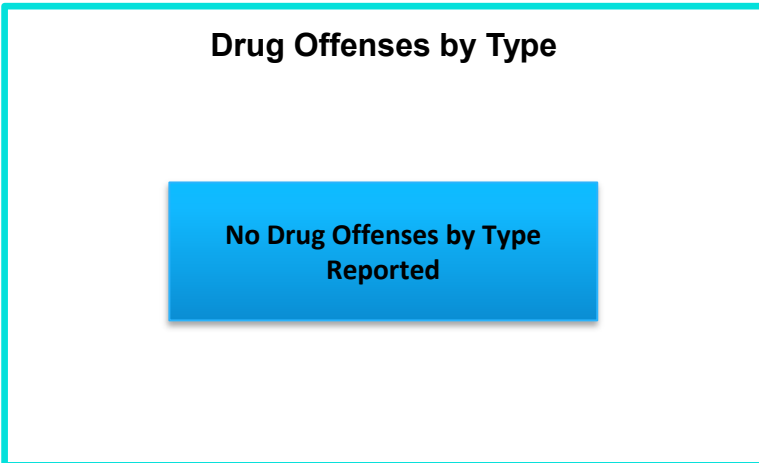 Drug Offenses by Type
No Drug Offenses by Type
Reported